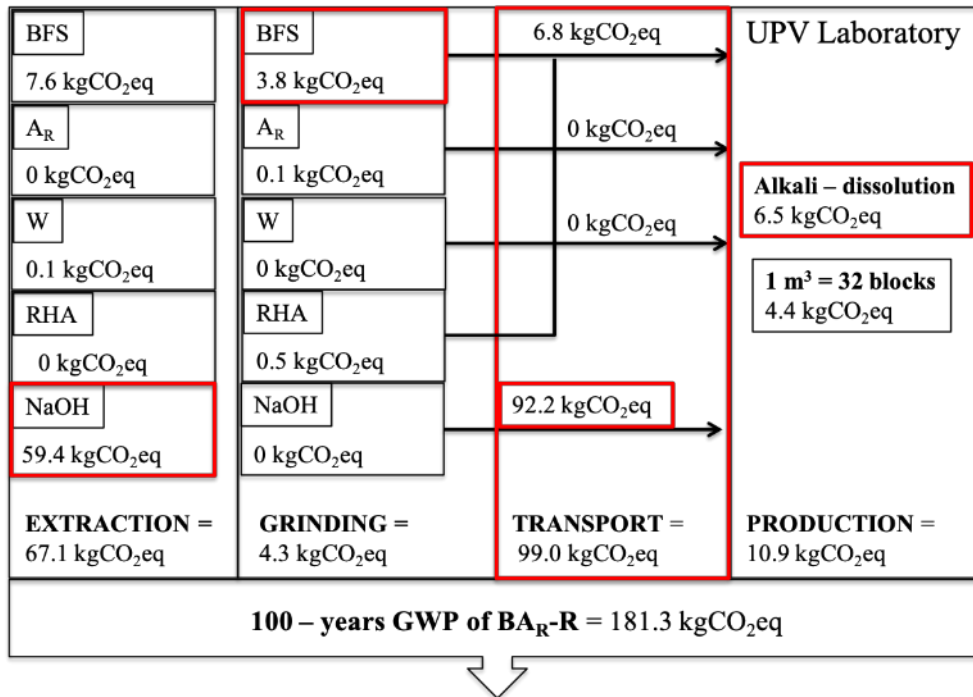 BFS
7.6 kgCO₂eq
A_R
0 kgCO₂eq
W
0.1 kgCO₂eq
RHA
0 kgCO₂eq
NaOH
59.4 kgCO₂eq
EXTRACTION =
67.1 kgCO₂eq
BFS
3.8 kgCO₂eq
A_R
0.1 kgCO₂eq
W
0 kgCO₂eq
RHA
0.5 kgCO₂eq
NaOH
0 kgCO₂eq
GRINDING =
4.3 kgCO₂eq
6.8 kgCO₂eq
0 kgCO₂eq
0 kgCO₂eq
92.2 kgCO₂eq
TRANSPORT =
99.0 kgCO₂eq
UPV Laboratory
Alkali – dissolution
6.5 kgCO₂eq
1 m³ = 32 blocks
4.4 kgCO₂eq
PRODUCTION =
10.9 kgCO₂eq
100 – years GWP of BA_R-R = 181.3 kgCO₂eq